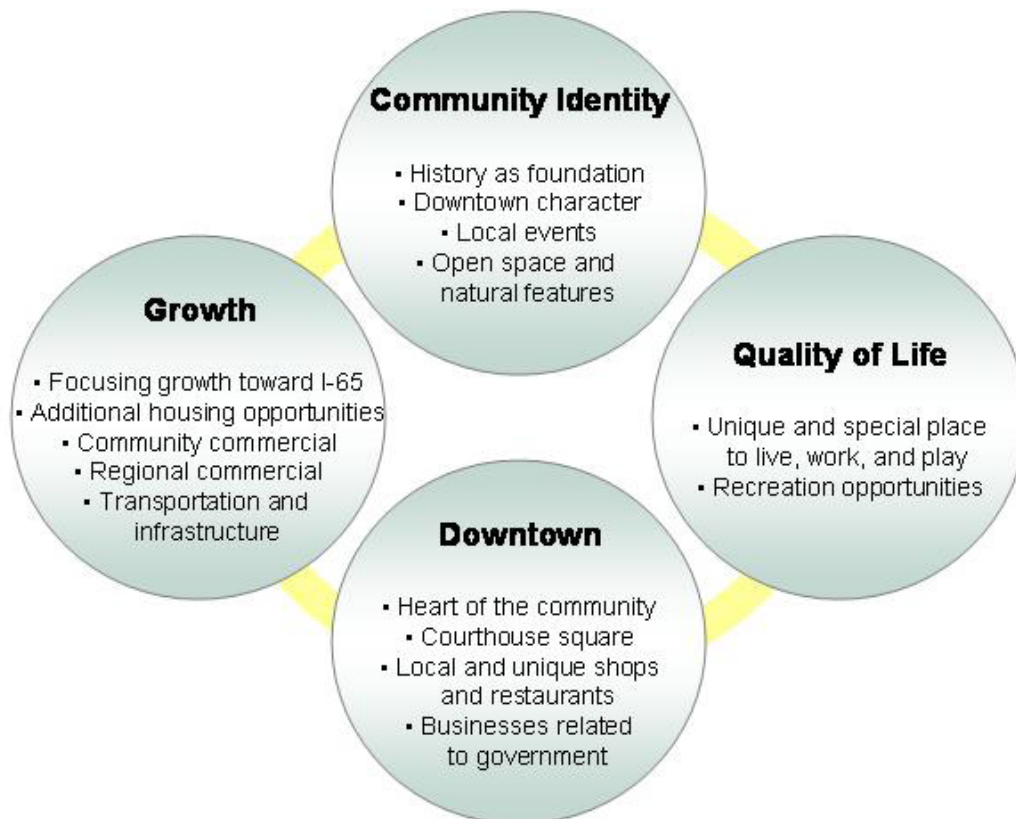 Community Identity
▪ History as foundation
▪ Downtown character
▪ Local events
▪ Open space and
natural features
Growth
▪ Focusing growth toward I-65
▪ Additional housing opportunities
▪ Community commercial
▪ Regional commercial
▪ Transportation and
infrastructure
Quality of Life
▪ Unique and special place
to live, work, and play
▪ Recreation opportunities
Downtown
▪ Heart of the community
▪ Courthouse square
▪ Local and unique shops
and restaurants
▪ Businesses related
to government